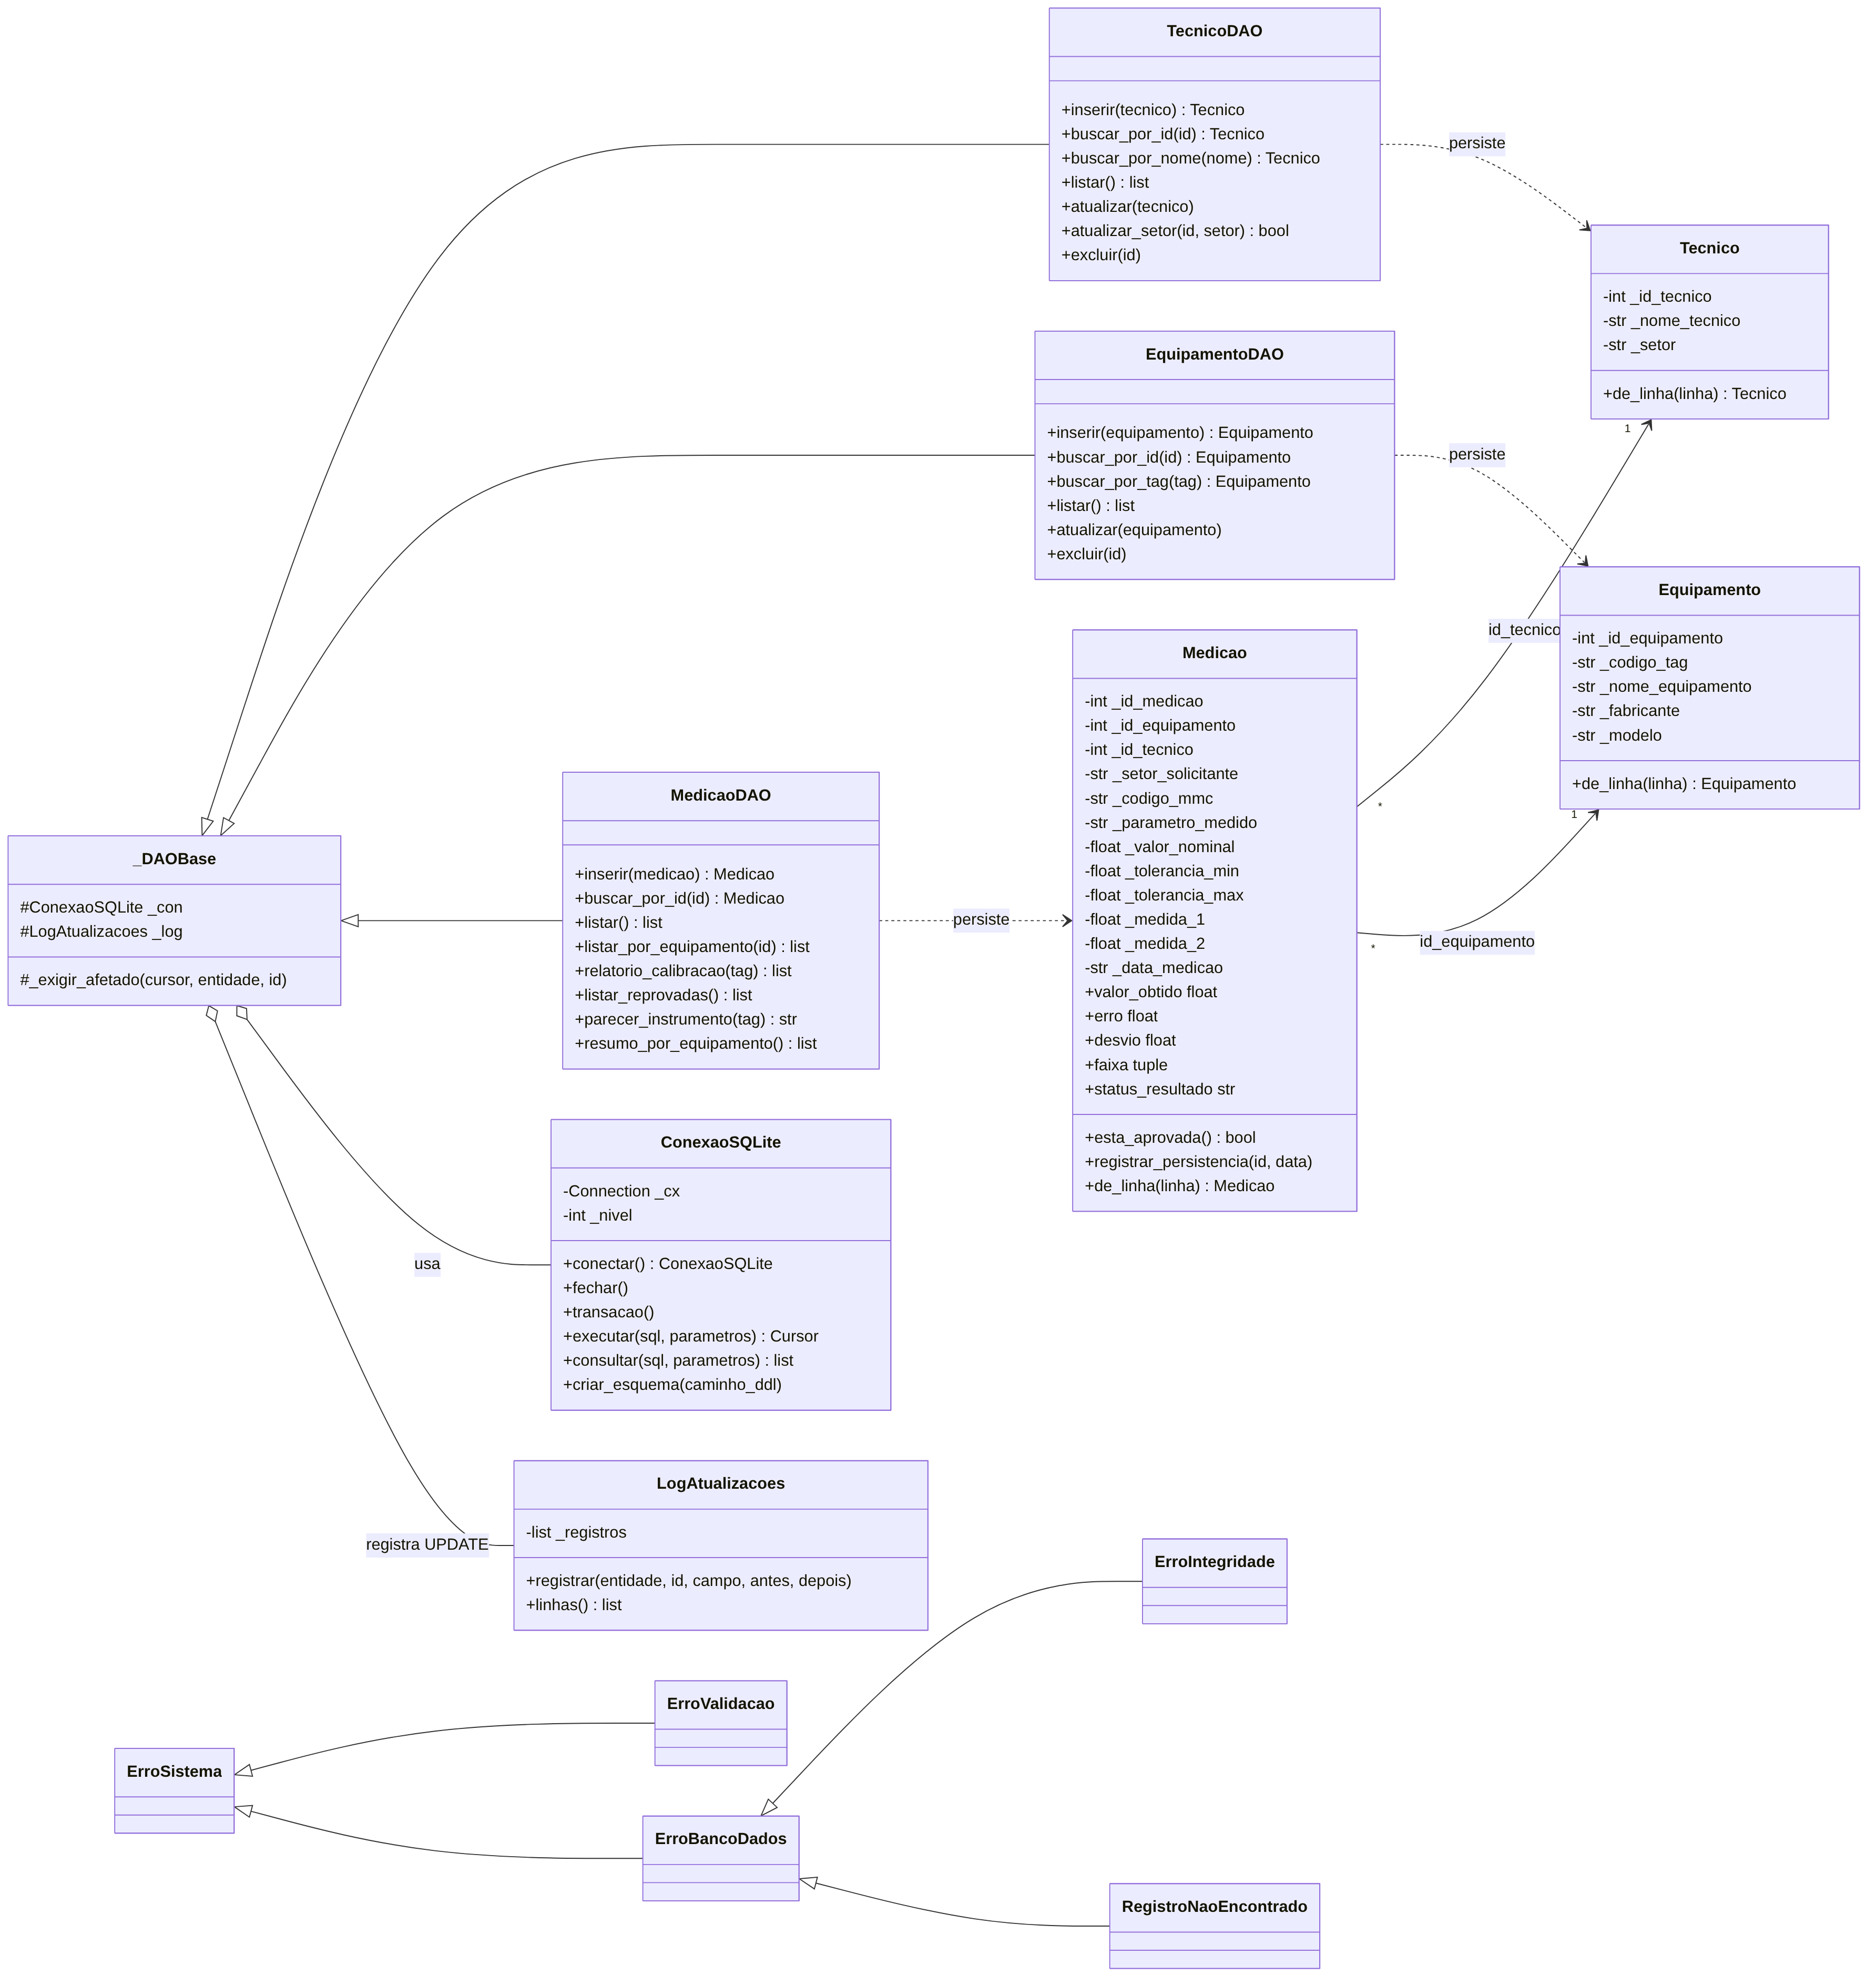 TecnicoDAO
+inserir(tecnico) : Tecnico
+buscar_por_id(id) : Tecnico
+buscar_por_nome(nome) : Tecnico
+listar() : list
+atualizar(tecnico)
+atualizar_setor(id, setor) : bool
+excluir(id)
persiste
Tecnico
-int _id_tecnico
-str _nome_tecnico
-str _setor
+de_linha(linha) : Tecnico
1
EquipamentoDAO
+inserir(equipamento) : Equipamento
+buscar_por_id(id) : Equipamento
+buscar_por_tag(tag) : Equipamento
+listar() : list
+atualizar(equipamento)
+excluir(id)
persiste
id_tecnico
Equipamento
-int _id_equipamento
-str _codigo_tag
-str _nome_equipamento
-str _fabricante
-str _modelo
+de_linha(linha) : Equipamento
1
Medicao
-int _id_medicao
-int _id_equipamento
-int _id_tecnico
-str _setor_solicitante
-str _codigo_mmc
-str _parametro_medido
-float _valor_nominal
-float _tolerancia_min
-float _tolerancia_max
-float _medida_1
-float _medida_2
-str _data_medicao
+valor_obtido float
+erro float
+desvio float
+faixa tuple
+status_resultado str
+esta_aprovada() : bool
+registrar_persistencia(id, data)
+de_linha(linha) : Medicao
*
*
id_equipamento
MedicaoDAO
+inserir(medicao) : Medicao
+buscar_por_id(id) : Medicao
+listar() : list
+listar_por_equipamento(id) : list
+relatorio_calibracao(tag) : list
+listar_reprovadas() : list
+parecer_instrumento(tag) : str
+resumo_por_equipamento() : list
persiste
_DAOBase
#ConexaoSQLite _con
#LogAtualizacoes _log
#_exigir_afetado(cursor, entidade, id)
usa
ConexaoSQLite
-Connection _cx
-int _nivel
+conectar() : ConexaoSQLite
+fechar()
+transacao()
+executar(sql, parametros) : Cursor
+consultar(sql, parametros) : list
+criar_esquema(caminho_ddl)
registra UPDATE
LogAtualizacoes
-list _registros
+registrar(entidade, id, campo, antes, depois)
+linhas() : list
ErroIntegridade
ErroValidacao
ErroSistema
ErroBancoDados
RegistroNaoEncontrado